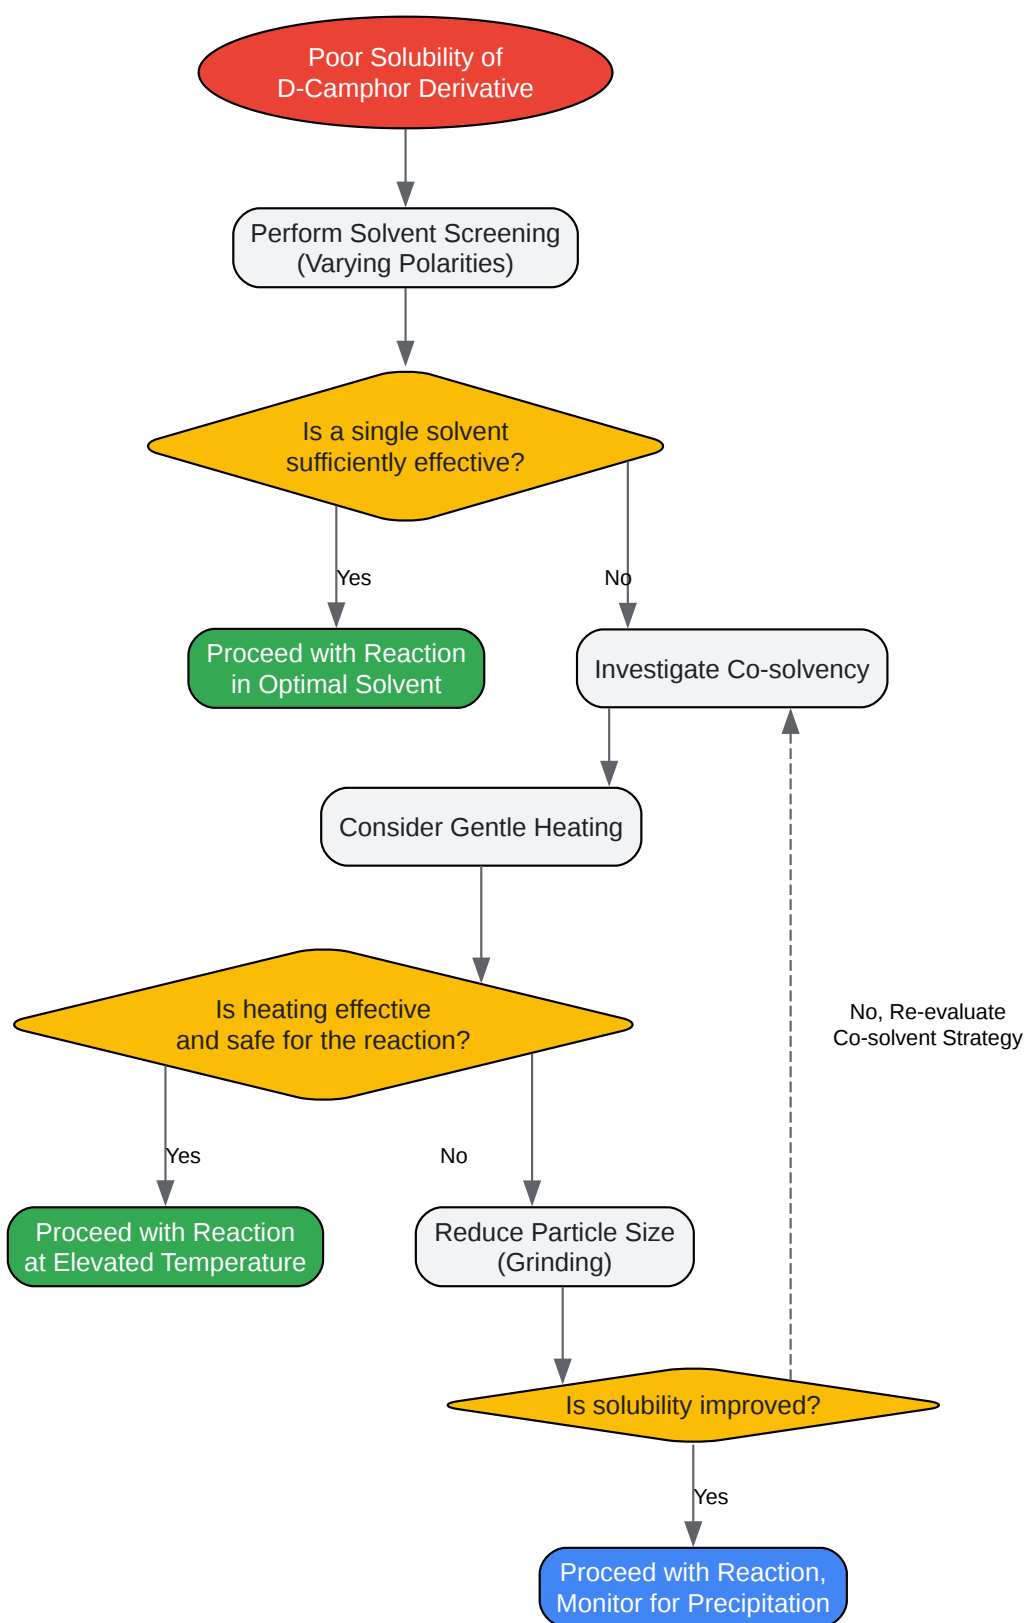 Poor Solubility of
D-Camphor Derivative
Perform Solvent Screening
(Varying Polarities)
Is a single solvent
sufficiently effective?
Yes
No
Proceed with Reaction
in Optimal Solvent
Investigate Co-solvency
Consider Gentle Heating
Is heating effective
and safe for the reaction?
No, Re-evaluate
Co-solvent Strategy
Yes
No
Proceed with Reaction
at Elevated Temperature
Reduce Particle Size
(Grinding)
Is solubility improved?
Yes
Proceed with Reaction,
Monitor for Precipitation